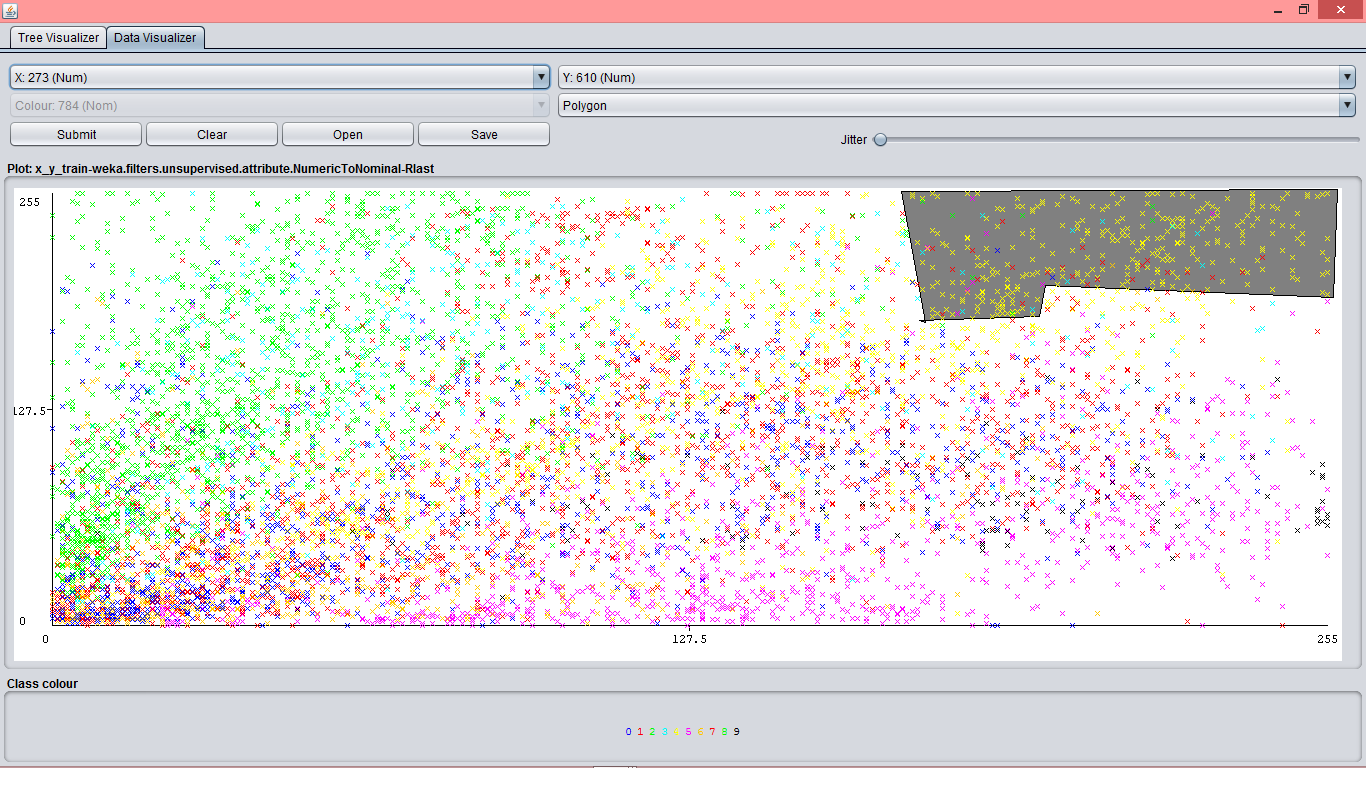 Tree Visualizer Data Visualizer
X: 273 (Num) Y: 610 (Num)
Colour: 784 (Nom) Polygon
Submit Clear Open Save Jitter
Plot: x_y_train-weka.filters.unsupervised.attribute.NumericToNominal-Rlast
255
127.5
0
0 127.5 255
Class colour
0 1 2 3 4 5 6 7 8 9